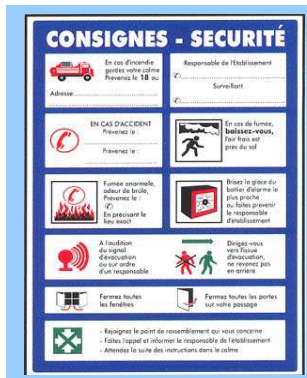 CONSIGNES - SECURITÉ
En cas d'incendie
gardez votre calme
Prévenez le 18 ou
Adresse
Responsable de l'Etablissement
Surveillant
EN CAS D'ACCIDENT
Prévenez le :
Prévenez le :
En cas de fumée,
baissez-vous,
l'air frais est
près du sol
Fumée anormale,
odeur de brulé,
Prévenez le :
En précisant le
lieu exact
Brisez la glace du
boîtier d'alarme le
plus proche
ou faites prévenir
le responsable
d'établissement
A l'audition
du signal
d'évacuation
ou sur ordre
d'un responsable
Dirigez-vous
vers l'issue
d'évacuation,
ne revenez pas
en arrière
Fermez toutes
les fenêtres
Fermez toutes les portes
sur votre passage
- Rejoignez le point de rassemblement qui vous concerne
- Faites l'appel et informer le responsable de l'établissement
- Attendez la suite des instructions dans le calme